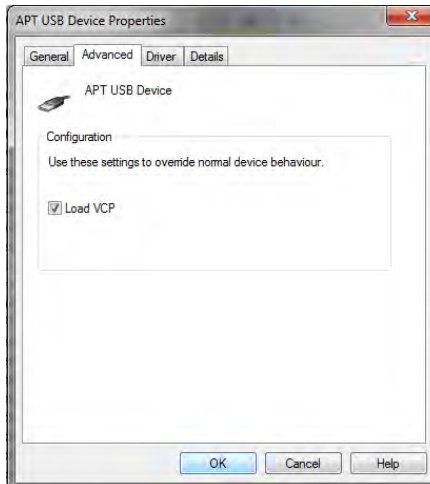 APT USB Device Properties
General Advanced Driver Details
APT USB Device
Configuration
Use these settings to override normal device behaviour.
Load VCP
OK Cancel Help